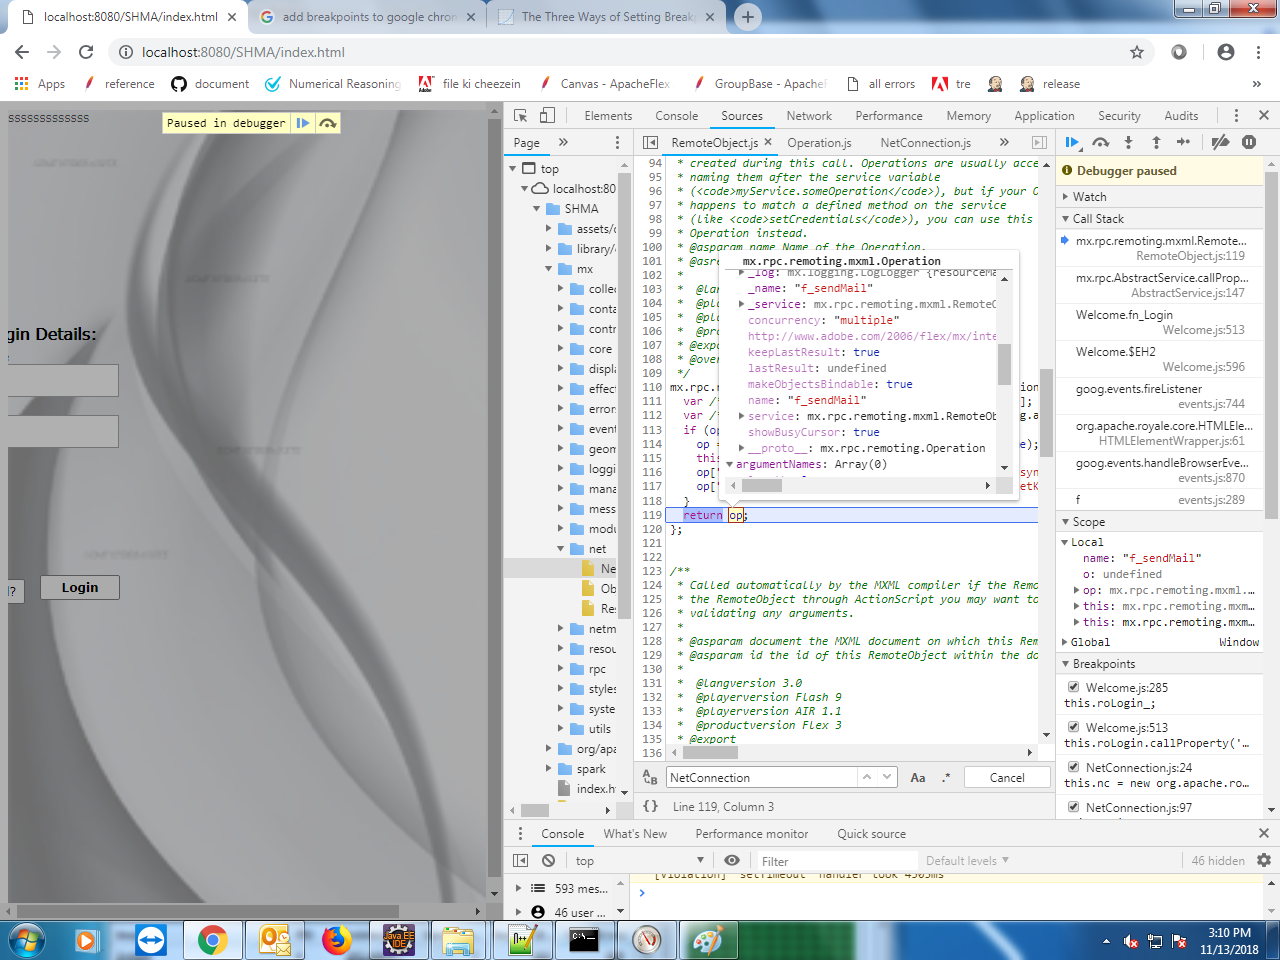 localhost:8080/SHMA/index.html
add breakpoints to google chron
The Three Ways of Setting Breakp
localhost:8080/SHMA/index.html
Apps
reference
document
Numerical Reasoning
file ki cheezein
Canvas - ApacheFlex
GroupBase - ApacheF
all errors
tre
release
sssssssssssss
Paused in debugger
gin Details:
d?
Login
Elements
Console
Sources
Network
Performance
Memory
Application
Security
Audits
Page
top
localhost:80
SHMA
assets/
library/
mx
collec
conta
contr
core
displa
effect
errors
event
geom
loggi
mana
mess
modu
net
Ne
Ob
Res
netm
resou
rpc
styles
syste
utils
org/apa
spark
index.h
RemoteObject.js
Operation.js
NetConnection.js
94 * created during this call. Operations are usually acce
95 * naming them after the service variable
96 * (<code>myService.someOperation</code>), but if your O
97 * happens to match a defined method on the service
98 * (like <code>setCredentials</code>), you can use this
99 * Operation instead.
100 * @asparam name Name of the Operation.
101 * @asre
102 *
103 * @lan
104 * @pla
105 * @pla
106 * @pro
107 * @expo
108 * @over
109 */
110 mx.rpc.r
111 var /*
112 var /*
113 if (op
114 op =
115 this
116 op["
117 op["
118 }
119 return op;
120 };
121
122
123 /**
124 * Called automatically by the MXML compiler if the Remo
125 * the RemoteObject through ActionScript you may want to
126 * validating any arguments.
127 *
128 * @asparam document the MXML document on which this Rem
129 * @asparam id the id of this RemoteObject within the do
130 *
131 * @langversion 3.0
132 * @playerversion Flash 9
133 * @playerversion AIR 1.1
134 * @productversion Flex 3
135 * @export
136
mx.rpc.remoting.mxml.Operation
_log: mx.logging.LogLogger {resourceMa
_name: "f_sendMail"
_service: mx.rpc.remoting.mxml.RemoteO
concurrency: "multiple"
http://www.adobe.com/2006/flex/mx/inte
keepLastResult: true
lastResult: undefined
makeObjectsBindable: true
name: "f_sendMail"
service: mx.rpc.remoting.mxml.RemoteOb
showBusyCursor: true
__proto__: mx.rpc.remoting.Operation
argumentNames: Array(0)
NetConnection
Aa
.*
Cancel
{} Line 119, Column 3
Debugger paused
Watch
Call Stack
mx.rpc.remoting.mxml.Remote...
RemoteObject.js:119
mx.rpc.AbstractService.callProp...
AbstractService.js:147
Welcome.fn_Login
Welcome.js:513
Welcome.$EH2
Welcome.js:596
goog.events.fireListener
events.js:744
org.apache.royale.core.HTMLEle...
HTMLElementWrapper.js:61
goog.events.handleBrowserEve...
events.js:870
f
events.js:289
Scope
Local
name: "f_sendMail"
o: undefined
op: mx.rpc.remoting.mxml....
this: mx.rpc.remoting.mxm...
this: mx.rpc.remoting.mxm...
Global
Window
Breakpoints
Welcome.js:285
this.roLogin_;
Welcome.js:513
this.roLogin.callProperty('...
NetConnection.js:24
this.nc = new org.apache.ro...
NetConnection.js:97
Console
What's New
Performance monitor
Quick source
top
Filter
Default levels
46 hidden
593 mes...
46 user ...
[Violation] 'setTimeout' handler took 4505ms
3:10 PM
11/13/2018